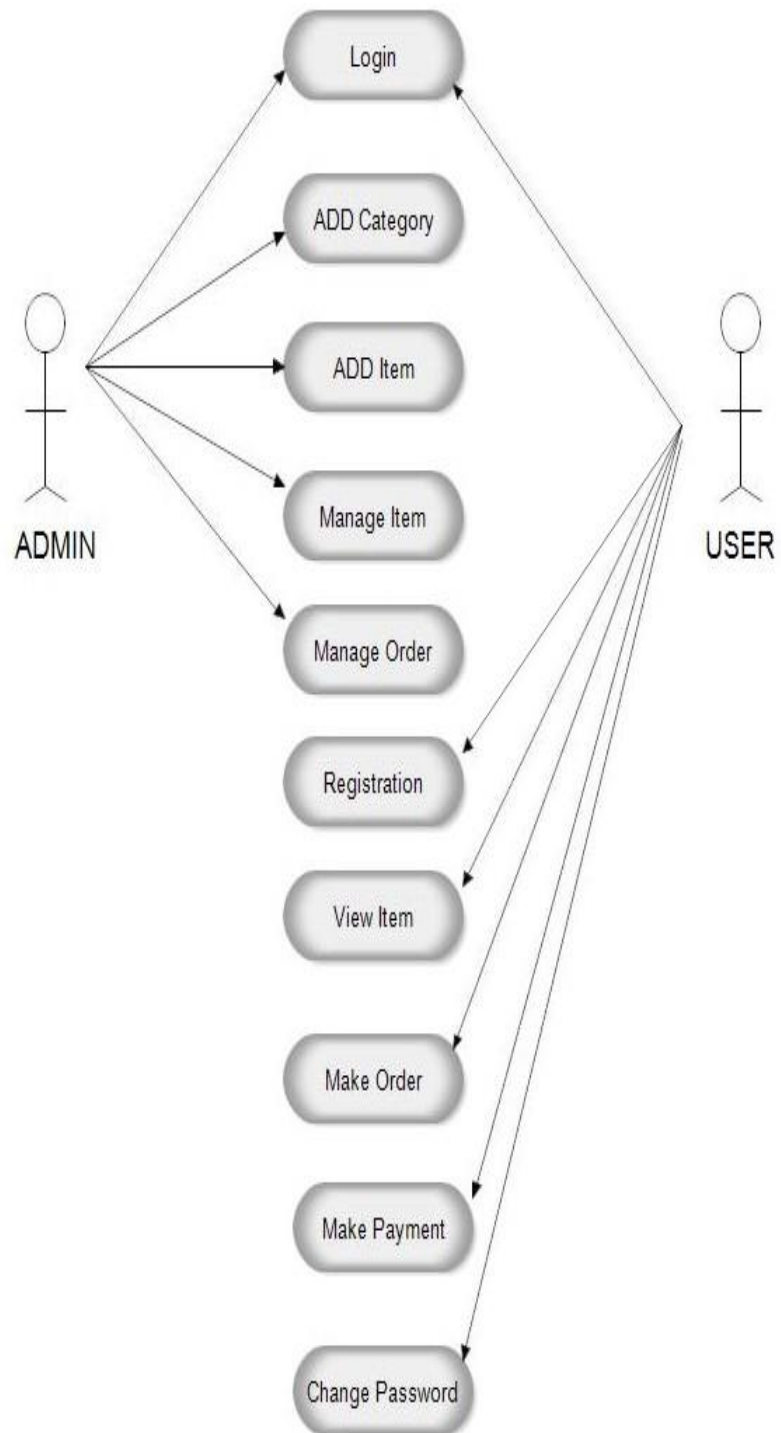 Login
ADD Category
ADD Item
Manage Item
ADMIN
USER
Manage Order
Registration
View Item
Make Order
Make Payment
Change Password